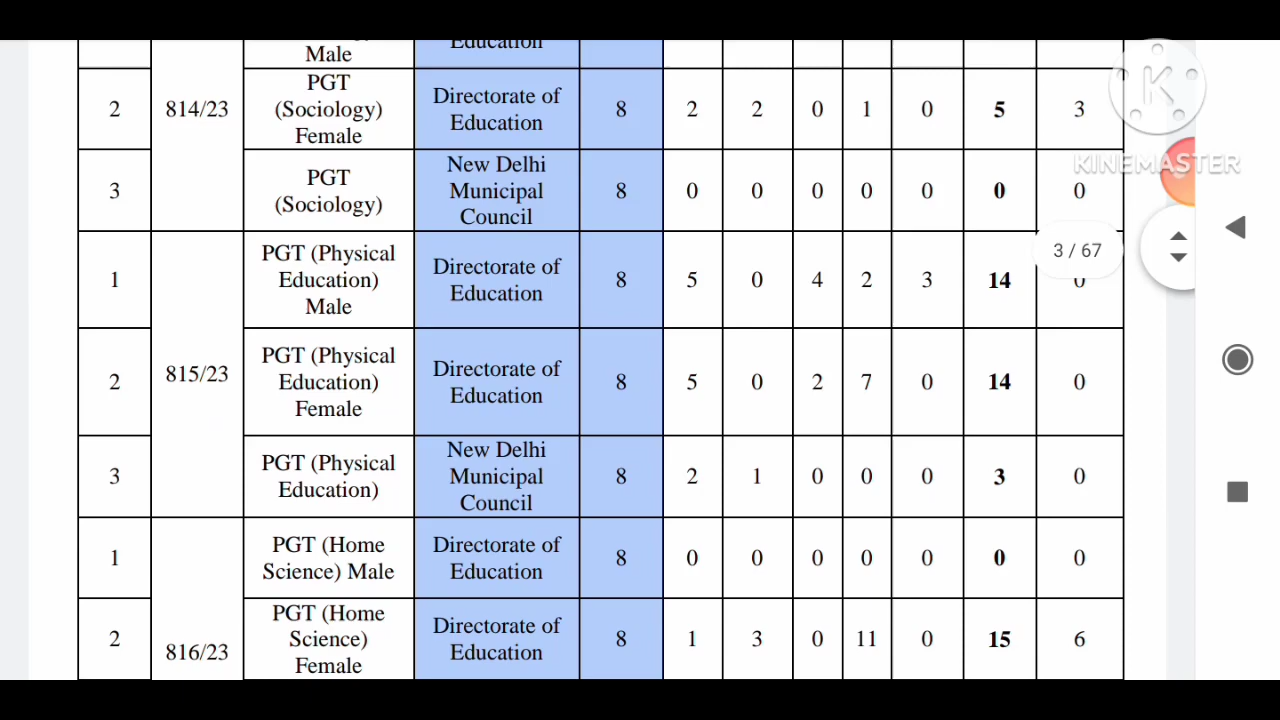 Education
Male
2 814/23 PGT (Sociology) Female Directorate of Education 8 2 2 0 1 0 5 3
3 PGT (Sociology) New Delhi Municipal Council 8 0 0 0 0 0 0 0
1 815/23 PGT (Physical Education) Male Directorate of Education 8 5 0 4 2 3 14 0
2 PGT (Physical Education) Female Directorate of Education 8 5 0 2 7 0 14 0
3 PGT (Physical Education) New Delhi Municipal Council 8 2 1 0 0 0 3 0
1 816/23 PGT (Home Science) Male Directorate of Education 8 0 0 0 0 0 0 0
2 PGT (Home Science) Female Directorate of Education 8 1 3 0 11 0 15 6
K
KINEMASTER
3 / 67